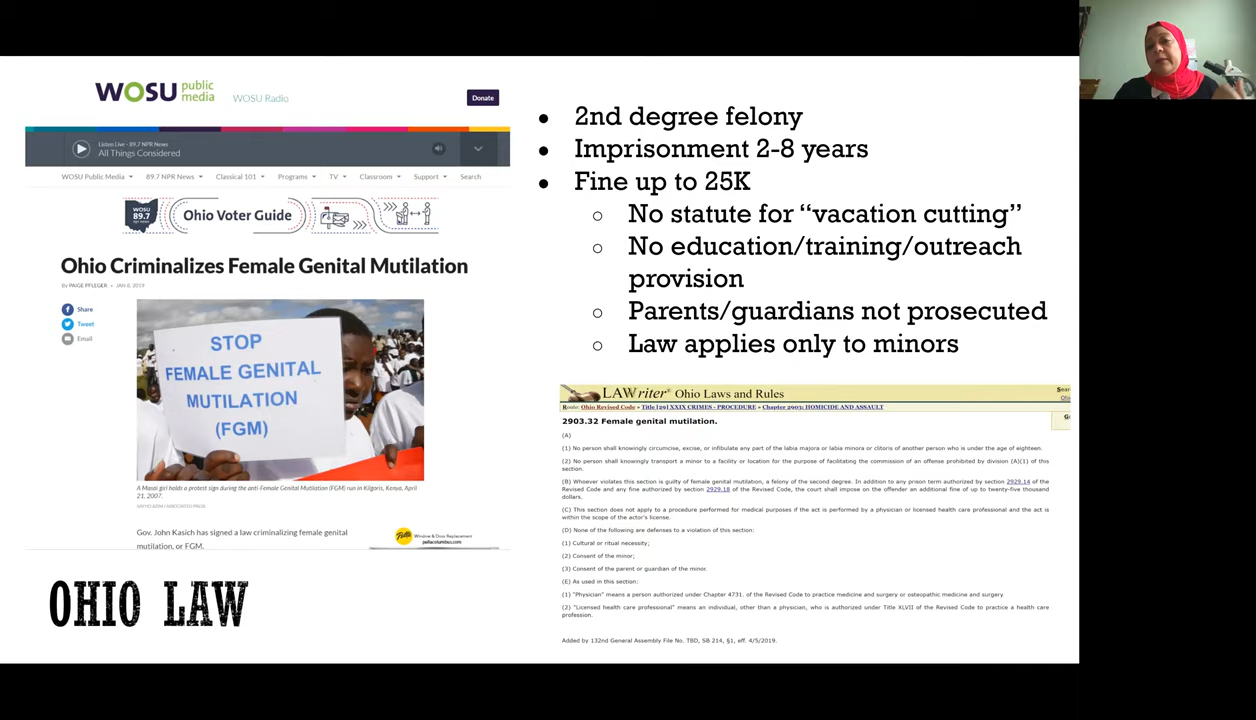 WOSU public media
WOSU Radio
Donate
Listen Live · 89.7 NPR News
All Things Considered
WOSU Public Media
89.7 NPR News
Classical 101
Programs
TV
Classroom
Support
Search
WOSU 89.7 npr news
Ohio Voter Guide
Ohio Criminalizes Female Genital Mutilation
By PAIGE PFLEGER • JAN 8, 2019
Share
Tweet
Email
STOP
FEMALE GENITAL
MUTILATION
(FGM)
A Masai girl holds a protest sign during the anti-Female Genital Mutilation (FGM) run in Kilgoris, Kenya, April
21, 2007.
ASSOCIATED PRESS
Gov. John Kasich has signed a law criminalizing female genital
mutilation, or FGM.
Pella Window & Door Replacement
pellacolumbus.com
OHIO LAW
● 2nd degree felony
● Imprisonment 2-8 years
● Fine up to 25K
○ No statute for “vacation cutting”
○ No education/training/outreach
provision
○ Parents/guardians not prosecuted
○ Law applies only to minors
LAWriter® Ohio Laws and Rules
Route: Ohio Revised Code » Title [29] XXIX CRIMES - PROCEDURE » Chapter 2903: HOMICIDE AND ASSAULT
2903.32 Female genital mutilation.
(A)
(1) No person shall knowingly circumcise, excise, or infibulate any part of the labia majora or labia minora or clitoris of another person who is under the age of eighteen.
(2) No person shall knowingly transport a minor to a facility or location for the purpose of facilitating the commission of an offense prohibited by division (A)(1) of this
section.
(B) Whoever violates this section is guilty of female genital mutilation, a felony of the second degree. In addition to any prison term authorized by section 2929.14 of the
Revised Code and any fine authorized by section 2929.18 of the Revised Code, the court shall impose on the offender an additional fine of up to twenty-five thousand
dollars.
(C) This section does not apply to a procedure performed for medical purposes if the act is performed by a physician or licensed health care professional and the act is
within the scope of the actor's license.
(D) None of the following are defenses to a violation of this section:
(1) Cultural or ritual necessity;
(2) Consent of the minor;
(3) Consent of the parent or guardian of the minor.
(E) As used in this section:
(1) "Physician" means a person authorized under Chapter 4731. of the Revised Code to practice medicine and surgery or osteopathic medicine and surgery.
(2) "Licensed health care professional" means an individual, other than a physician, who is authorized under Title XLVII of the Revised Code to practice a health care
profession.
Added by 132nd General Assembly File No. TBD, SB 214, §1, eff. 4/5/2019.